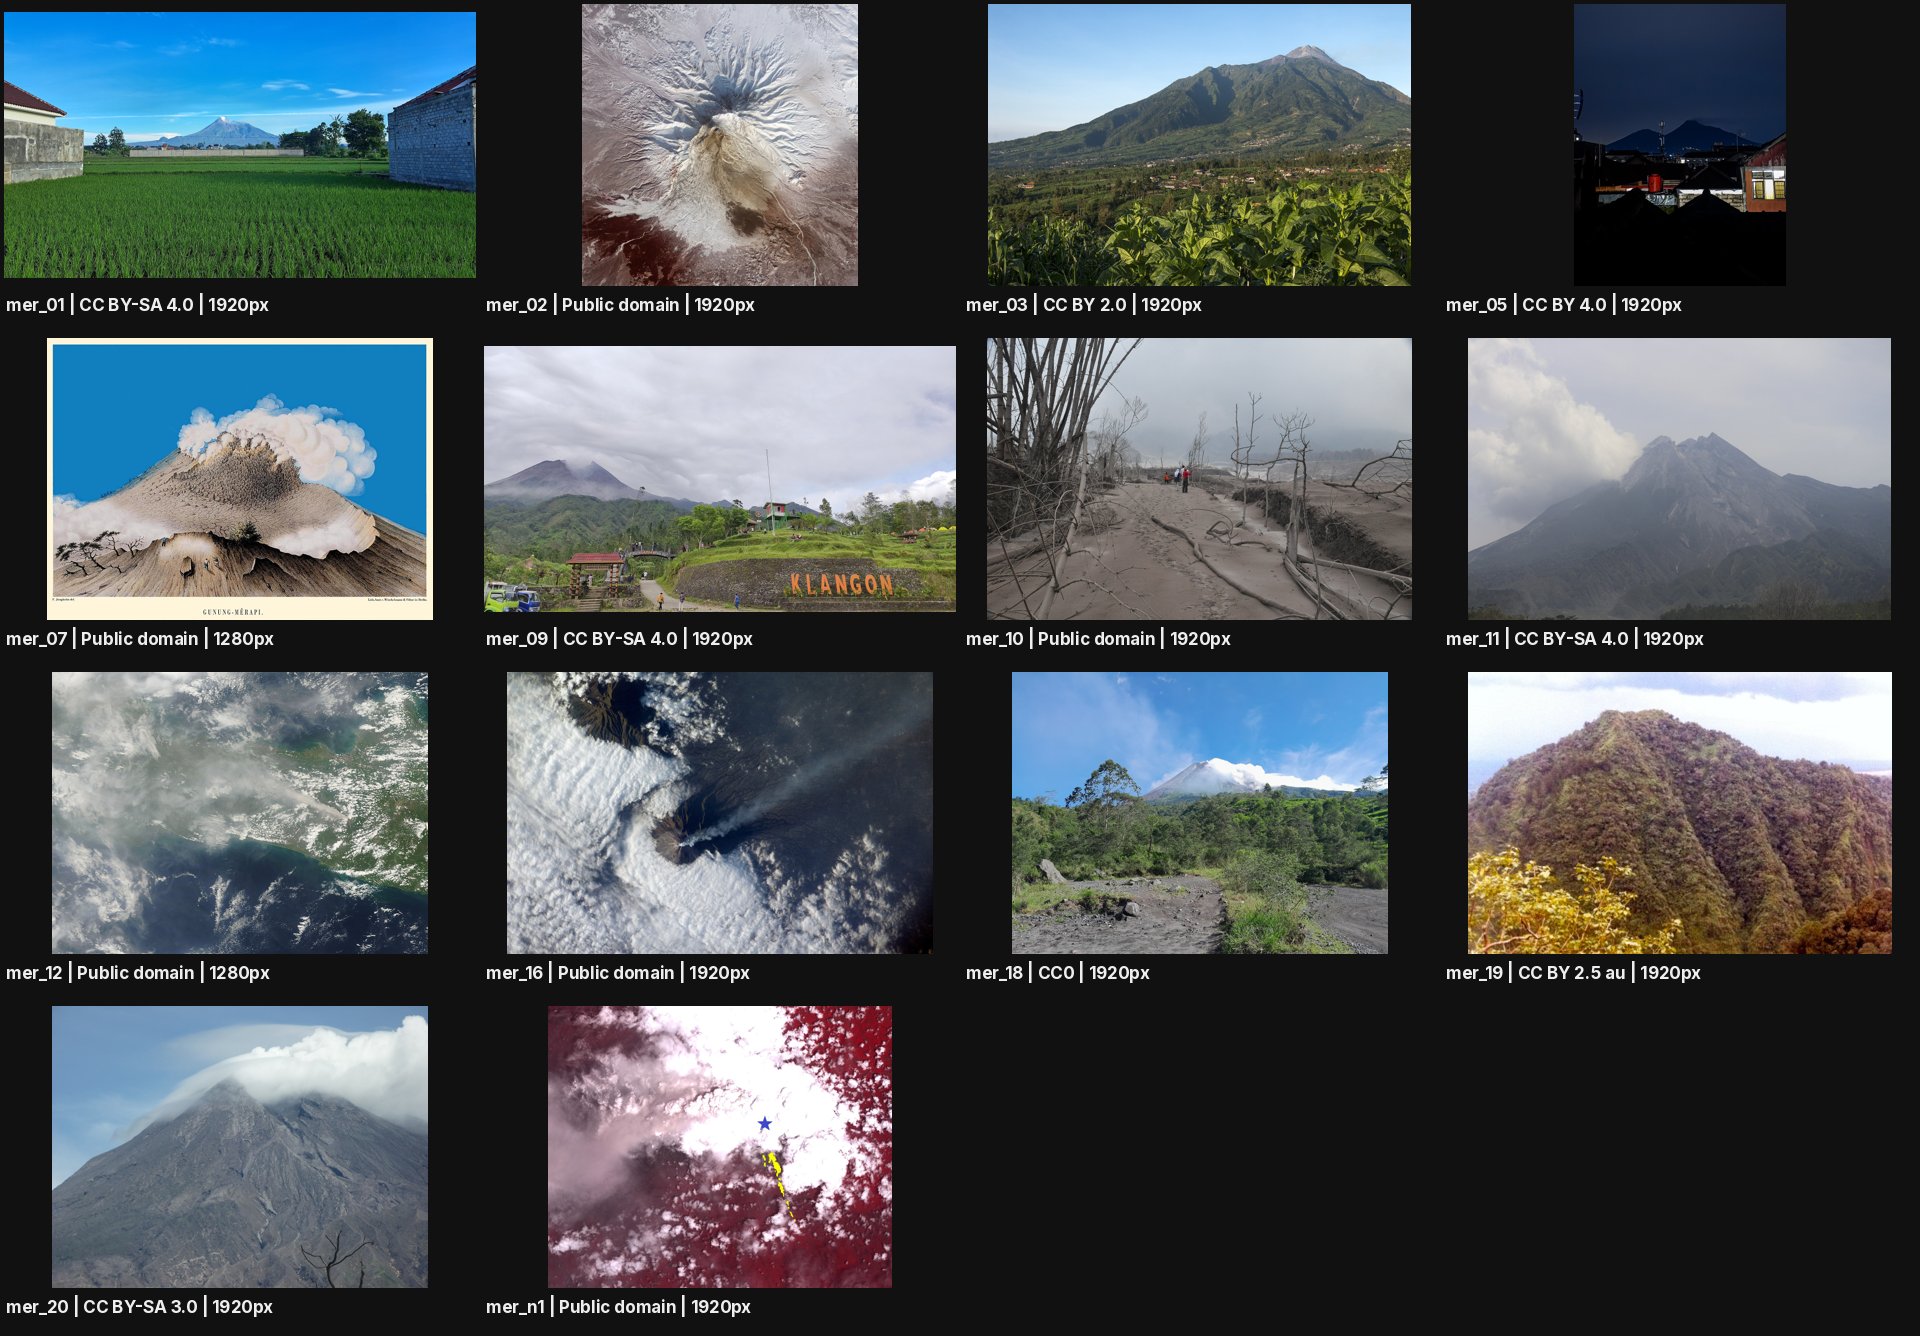 mer_01 | CC BY-SA 4.0 | 1920px
mer_02 | Public domain | 1920px
mer_03 | CC BY 2.0 | 1920px
mer_05 | CC BY 4.0 | 1920px
GUNUNG-MĔRAPI.
KLANGON
mer_07 | Public domain | 1280px
mer_09 | CC BY-SA 4.0 | 1920px
mer_10 | Public domain | 1920px
mer_11 | CC BY-SA 4.0 | 1920px
mer_12 | Public domain | 1280px
mer_16 | Public domain | 1920px
mer_18 | CC0 | 1920px
mer_19 | CC BY 2.5 au | 1920px
mer_20 | CC BY-SA 3.0 | 1920px
mer_n1 | Public domain | 1920px